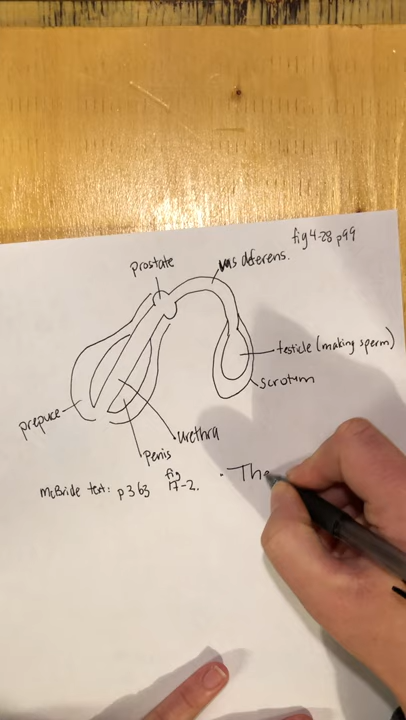 fig 4-28 p99
prostate
vas deferens.
testicle (making sperm)
scrotum
prepuce
urethra
penis
McBride text: p363 fig 17-2.
· The